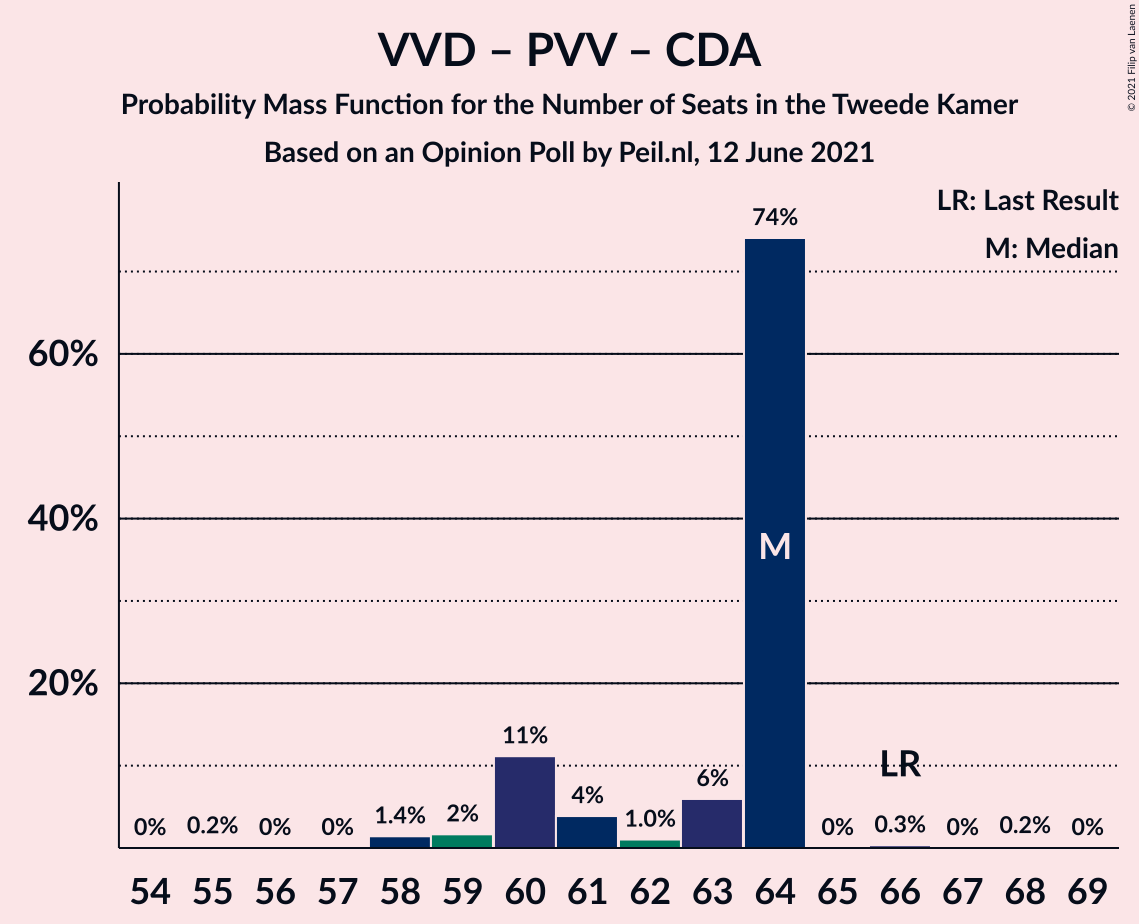 VVD – PVV – CDA
Probability Mass Function for the Number of Seats in the Tweede Kamer
Based on an Opinion Poll by Peil.nl, 12 June 2021
© 2021 Filip van Laenen
LR: Last Result
M: Median
60%
40%
20%
0%
0.2%
0%
0%
1.4%
2%
11%
4%
1.0%
6%
74%
0%
0.3%
0%
0.2%
0%
M
LR
54 55 56 57 58 59 60 61 62 63 64 65 66 67 68 69